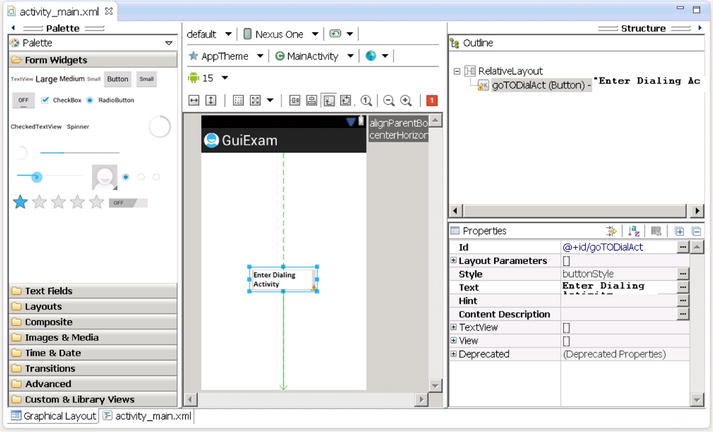 activity_main.xml
Palette
Palette
Form Widgets
TextView Large Medium Small Button Small
OFF CheckBox RadioButton
CheckedTextView Spinner
OFF
Text Fields
Layouts
Composite
Images & Media
Time & Date
Transitions
Advanced
Custom & Library Views
Graphical Layout activity_main.xml
default Nexus One
AppTheme MainActivity
15
1
GuiExam
alignParentBo
centerHorizon
Enter Dialing
Activity
Structure
Outline
RelativeLayout
goTODialAct (Button) - "Enter Dialing Ac
Properties
Id @+id/goTODialAct
Layout Parameters []
Style buttonStyle
Text Enter Dialing
Hint
Content Description
TextView []
View []
Deprecated (Deprecated Properties)